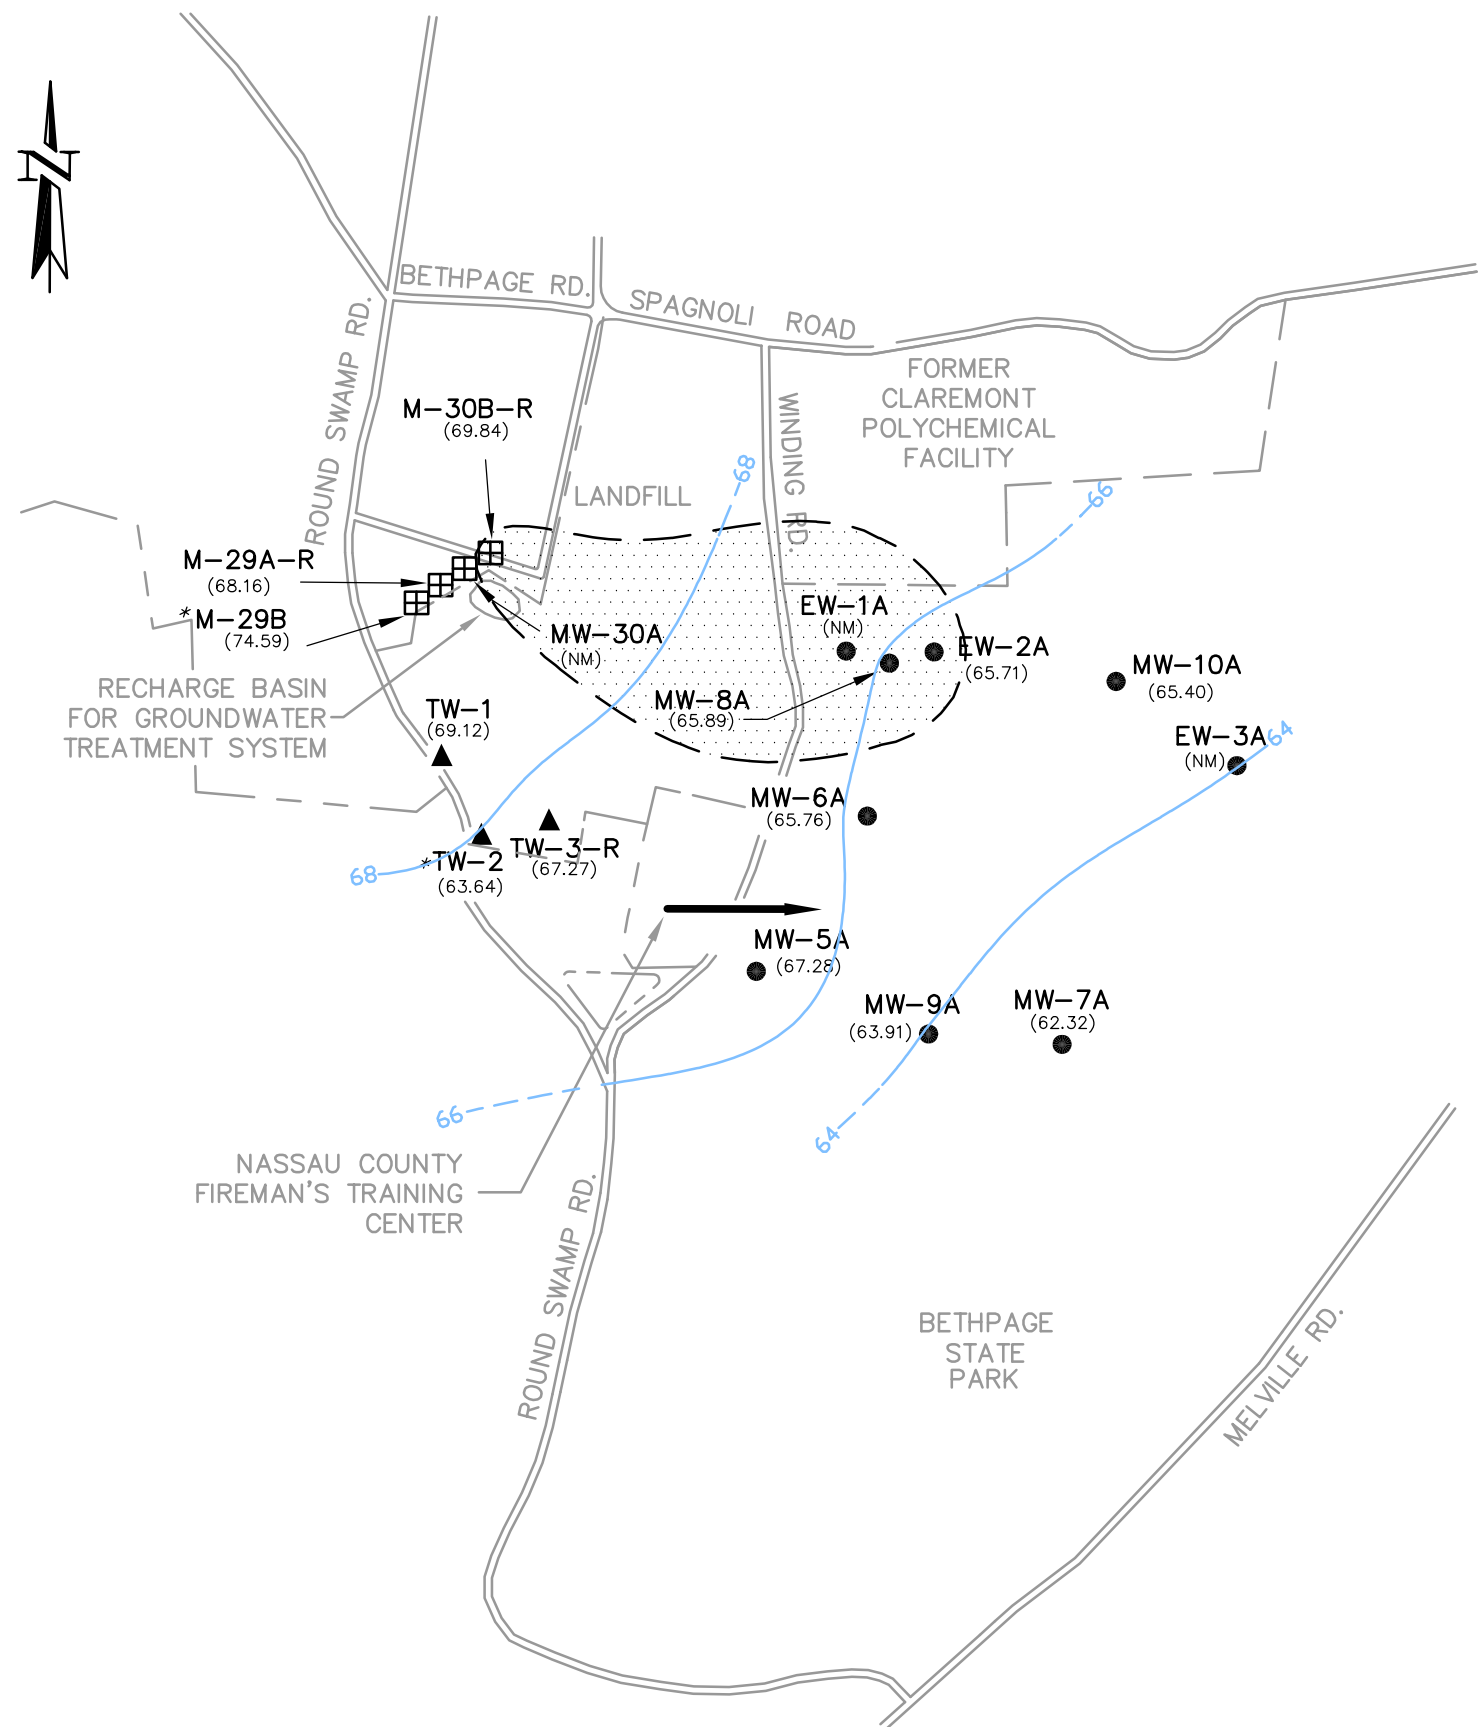 N
BETHPAGE RD.
SPAGNOLI ROAD
ROUND SWAMP RD.
FORMER
CLAREMONT
POLYCHEMICAL
FACILITY
WINDING RD.
M-30B-R
(69.84)
68
66
LANDFILL
M-29A-R
(68.16)
*M-29B
(74.59)
EW-1A
(NM)
MW-30A
(NM)
EW-2A
(65.71)
MW-10A
(65.40)
RECHARGE BASIN
FOR GROUNDWATER
TREATMENT SYSTEM
MW-8A
(65.89)
TW-1
(69.12)
EW-3A
(NM)
64
MW-6A
(65.76)
68
*TW-2
(63.64)
TW-3-R
(67.27)
MW-5A
(67.28)
MW-9A
(63.91)
MW-7A
(62.32)
66
64
NASSAU COUNTY
FIREMAN'S TRAINING
CENTER
ROUND SWAMP RD.
BETHPAGE
STATE
PARK
MELVILLE RD.